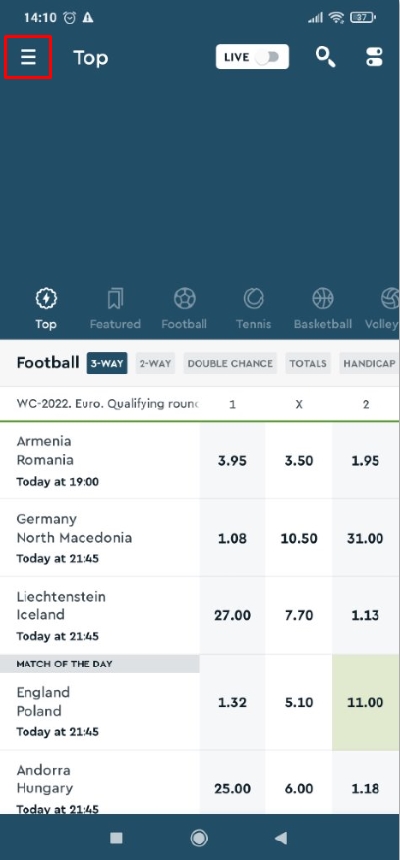 14:10 37
Top LIVE
Top Featured Football Tennis Basketball Volley
Football 3-WAY 2-WAY DOUBLE CHANCE TOTALS HANDICAP
WC-2022. Euro. Qualifying roun 1 X 2
Armenia
Romania
Today at 19:00
3.95 3.50 1.95
Germany
North Macedonia
Today at 21:45
1.08 10.50 31.00
Liechtenstein
Iceland
Today at 21:45
27.00 7.70 1.13
MATCH OF THE DAY
England
Poland
Today at 21:45
1.32 5.10 11.00
Andorra
Hungary
Today at 21:45
25.00 6.00 1.18